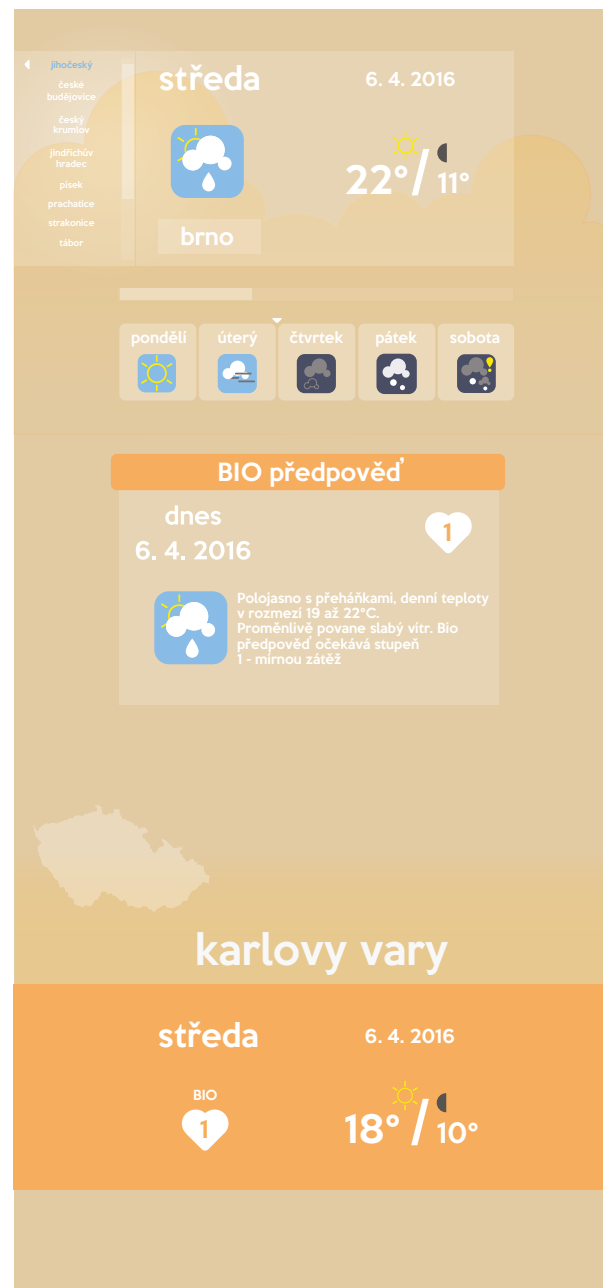 jihočeský
české
budějovice
český
krumlov
jindřichův
hradec
písek
prachatice
strakonice
tábor
středa
6. 4. 2016
22°/ 11°
brno
pondělí
úterý
čtvrtek
pátek
sobota
BIO předpověď
dnes
6. 4. 2016
1
Polojasno s přeháňkami, denní teploty
v rozmezí 19 až 22°C.
Proměnlivě povane slabý vítr. Bio
předpověď očekává stupeň
1 - mírnou zátěž
karlovy vary
středa
6. 4. 2016
BIO
1
18° / 10°